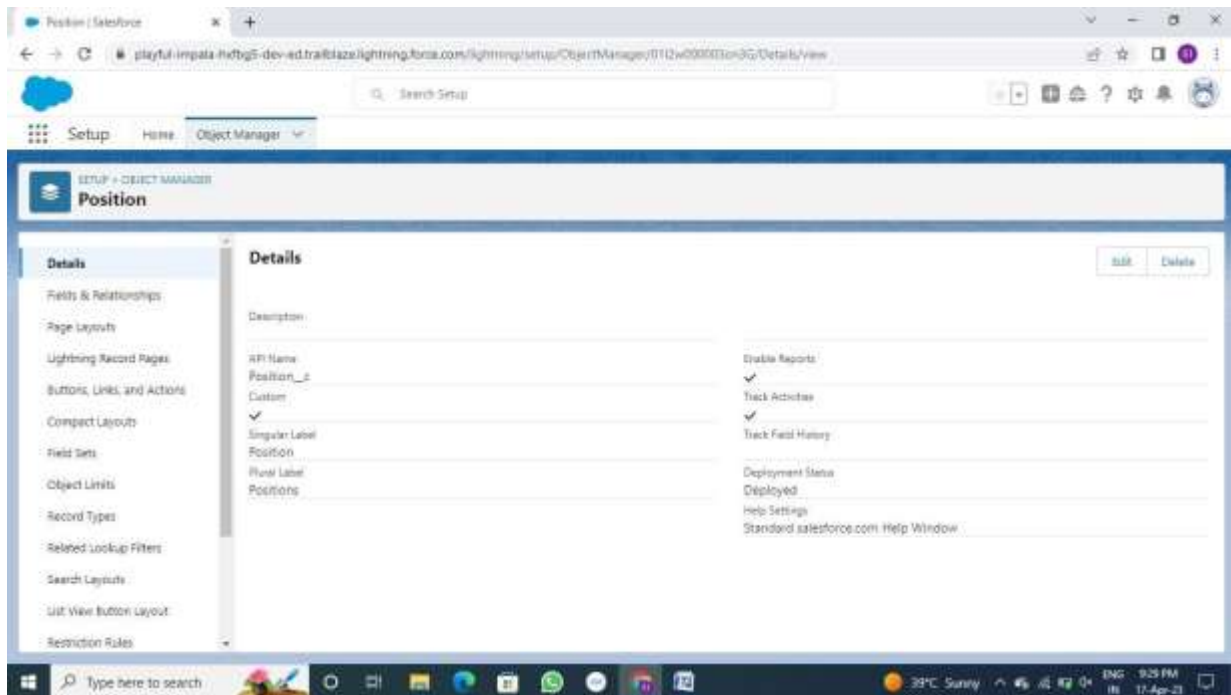 Position | Salesforce
Search Setup
Setup
Home
Object Manager
SETUP > OBJECT MANAGER
Position
Details
Fields & Relationships
Page Layouts
Lightning Record Pages
Buttons, Links, and Actions
Compact Layouts
Field Sets
Object Limits
Record Types
Related Lookup Filters
Search Layouts
List View Button Layout
Restriction Rules
Details
Edit
Delete
Description
API Name
Position__c
Custom
Singular Label
Position
Plural Label
Positions
Enable Reports
Track Activities
Track Field History
Deployment Status
Deployed
Help Settings
Standard salesforce.com Help Window
Type here to search
39°C Sunny
ENG
IN
9:29 PM
17-Apr-23